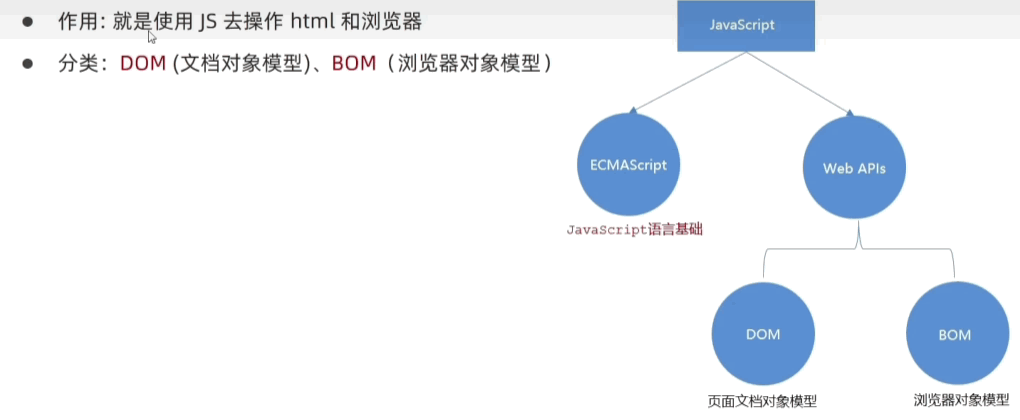 ● 作用: 就是使用 JS 去操作 html 和浏览器
● 分类：DOM (文档对象模型)、BOM（浏览器对象模型）
JavaScript
ECMAScript
Web APIs
JavaScript语言基础
DOM
BOM
页面文档对象模型
浏览器对象模型